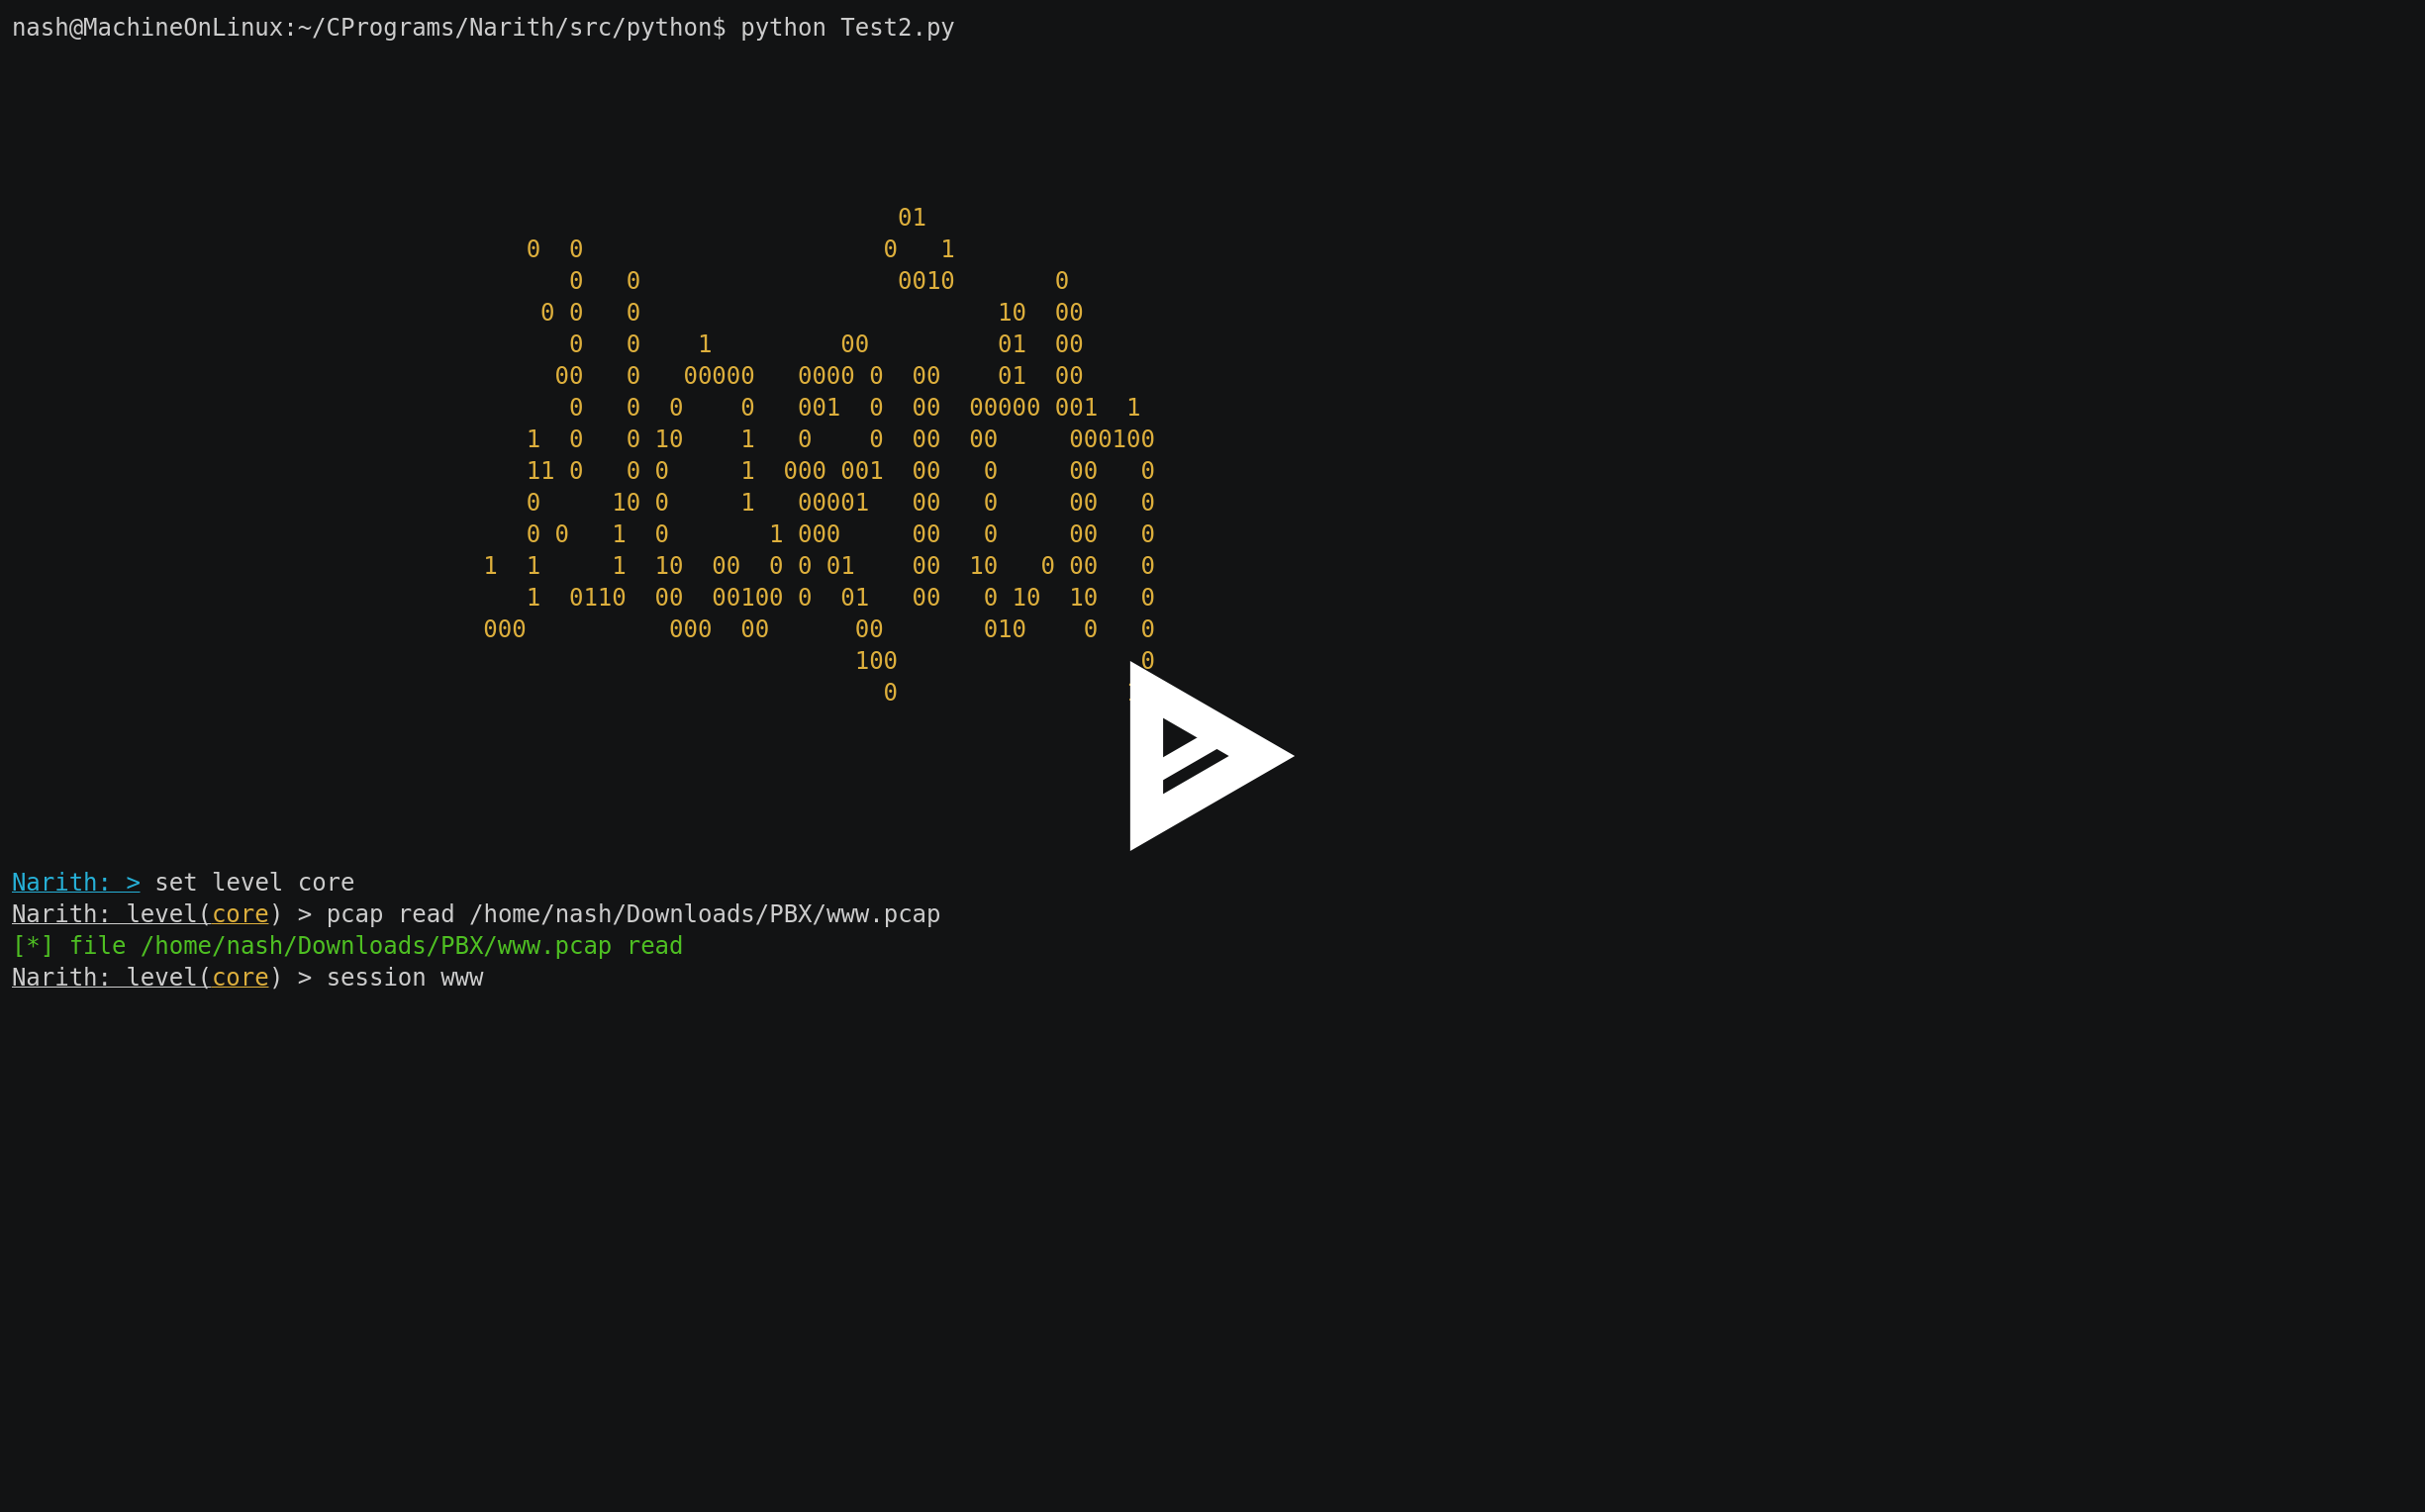 nash@MachineOnLinux:~/CPrograms/Narith/src/python$ python Test2.py
                                                              01
                                    0  0                     0   1
                                       0   0                  0010       0
                                     0 0   0                         10  00
                                       0   0    1         00         01  00
                                      00   0   00000   0000 0  00    01  00
                                       0   0  0    0   001  0  00  00000 001  1
                                    1  0   0 10    1   0    0  00  00     000100
                                    11 0   0 0     1  000 001  00   0     00   0
                                    0     10 0     1   00001   00   0     00   0
                                    0 0   1  0       1 000     00   0     00   0
                                 1  1     1  10  00  0 0 01    00  10   0 00   0
                                    1  0110  00  00100 0  01   00   0 10  10   0
                                 000          000  00      00       010    0   0
                                                           100                 0
                                                             0
Narith: > set level core
Narith: level(core) > pcap read /home/nash/Downloads/PBX/www.pcap
[*] file /home/nash/Downloads/PBX/www.pcap read
Narith: level(core) > session www